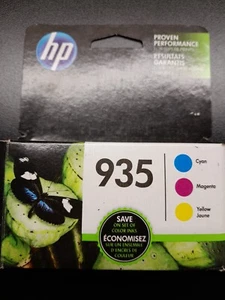 hp
PROVEN
PERFORMANCE
RÉSULTATS
GARANTIS
935
Cyan
Magenta
Yellow
Jaune
SAVE
ON SET OF
COLOR INKS
ÉCONOMISEZ
SUR L'ENSEMBLE
D'ENCRES DE
COULEUR